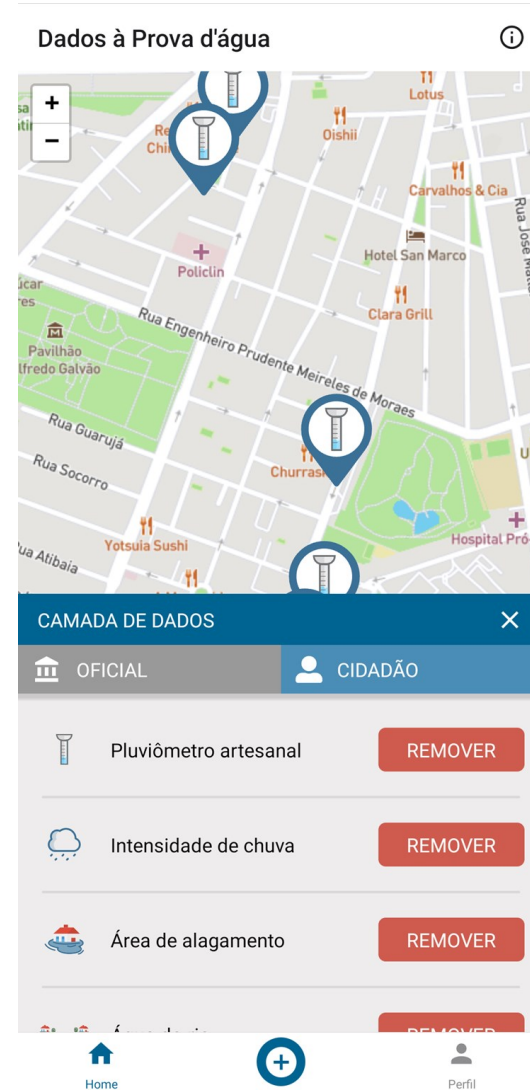 Dados à Prova d'água
+
−
Lotus
Oishii
Carvalhos & Cia
Policlin
Hotel San Marco
Clara Grill
Rua Engenheiro Prudente Meireles de Moraes
Pavilhão
Rua Guarujá
Rua Socorro
Yotsuia Sushi
Atibaia
Hospital
CAMADA DE DADOS
OFICIAL
CIDADÃO
Pluviômetro artesanal
REMOVER
Intensidade de chuva
REMOVER
Área de alagamento
REMOVER
Home
Perfil